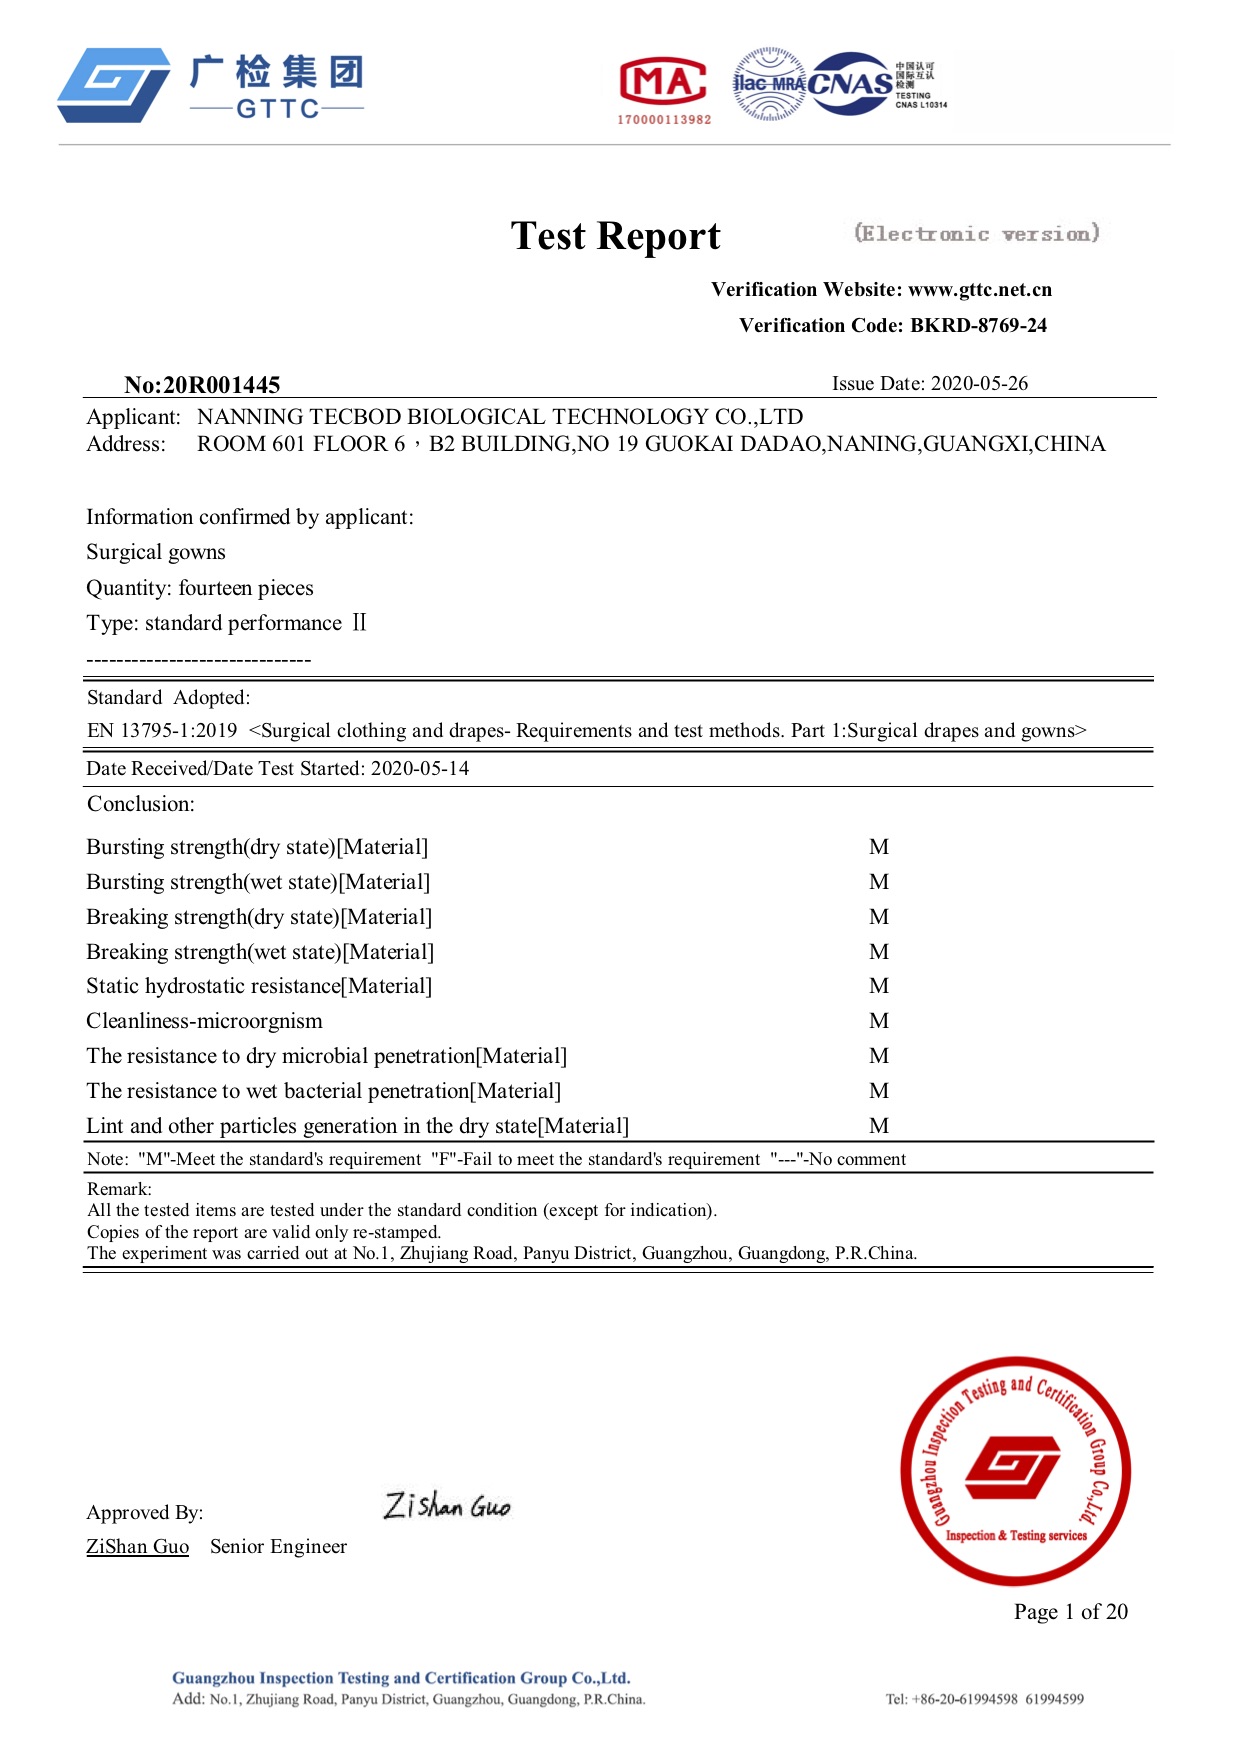 广检集团
GTTC
MA
170000113982
ilac-MRA
CNAS
中国认可
国际互认
检测
TESTING
CNAS L10314
Test Report
(Electronic version)
Verification Website: www.gttc.net.cn
Verification Code: BKRD-8769-24
No:20R001445
Issue Date: 2020-05-26
Applicant: NANNING TECBOD BIOLOGICAL TECHNOLOGY CO.,LTD
Address: ROOM 601 FLOOR 6，B2 BUILDING,NO 19 GUOKAI DADAO,NANING,GUANGXI,CHINA
Information confirmed by applicant:
Surgical gowns
Quantity: fourteen pieces
Type: standard performance Ⅱ
------------------------------
Standard Adopted:
EN 13795-1:2019 <Surgical clothing and drapes- Requirements and test methods. Part 1:Surgical drapes and gowns>
Date Received/Date Test Started: 2020-05-14
Conclusion:
Bursting strength(dry state)[Material] M
Bursting strength(wet state)[Material] M
Breaking strength(dry state)[Material] M
Breaking strength(wet state)[Material] M
Static hydrostatic resistance[Material] M
Cleanliness-microorgnism M
The resistance to dry microbial penetration[Material] M
The resistance to wet bacterial penetration[Material] M
Lint and other particles generation in the dry state[Material] M
Note: "M"-Meet the standard's requirement "F"-Fail to meet the standard's requirement "---"-No comment
Remark:
All the tested items are tested under the standard condition (except for indication).
Copies of the report are valid only re-stamped.
The experiment was carried out at No.1, Zhujiang Road, Panyu District, Guangzhou, Guangdong, P.R.China.
Guangzhou Inspection Testing and Certification Group Co.,Ltd.
Inspection & Testing services
Approved By: Zishan Guo
ZiShan Guo Senior Engineer
Page 1 of 20
Guangzhou Inspection Testing and Certification Group Co.,Ltd.
Add: No.1, Zhujiang Road, Panyu District, Guangzhou, Guangdong, P.R.China.
Tel: +86-20-61994598 61994599